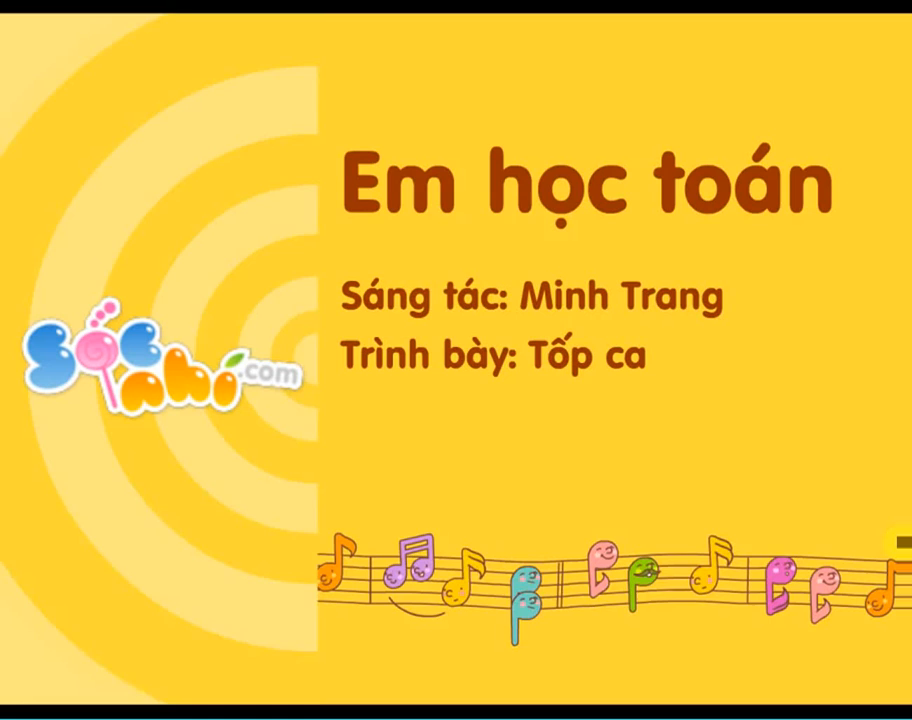 Em học toán
Sáng tác: Minh Trang
Trình bày: Tốp ca
Sóc nhí.com